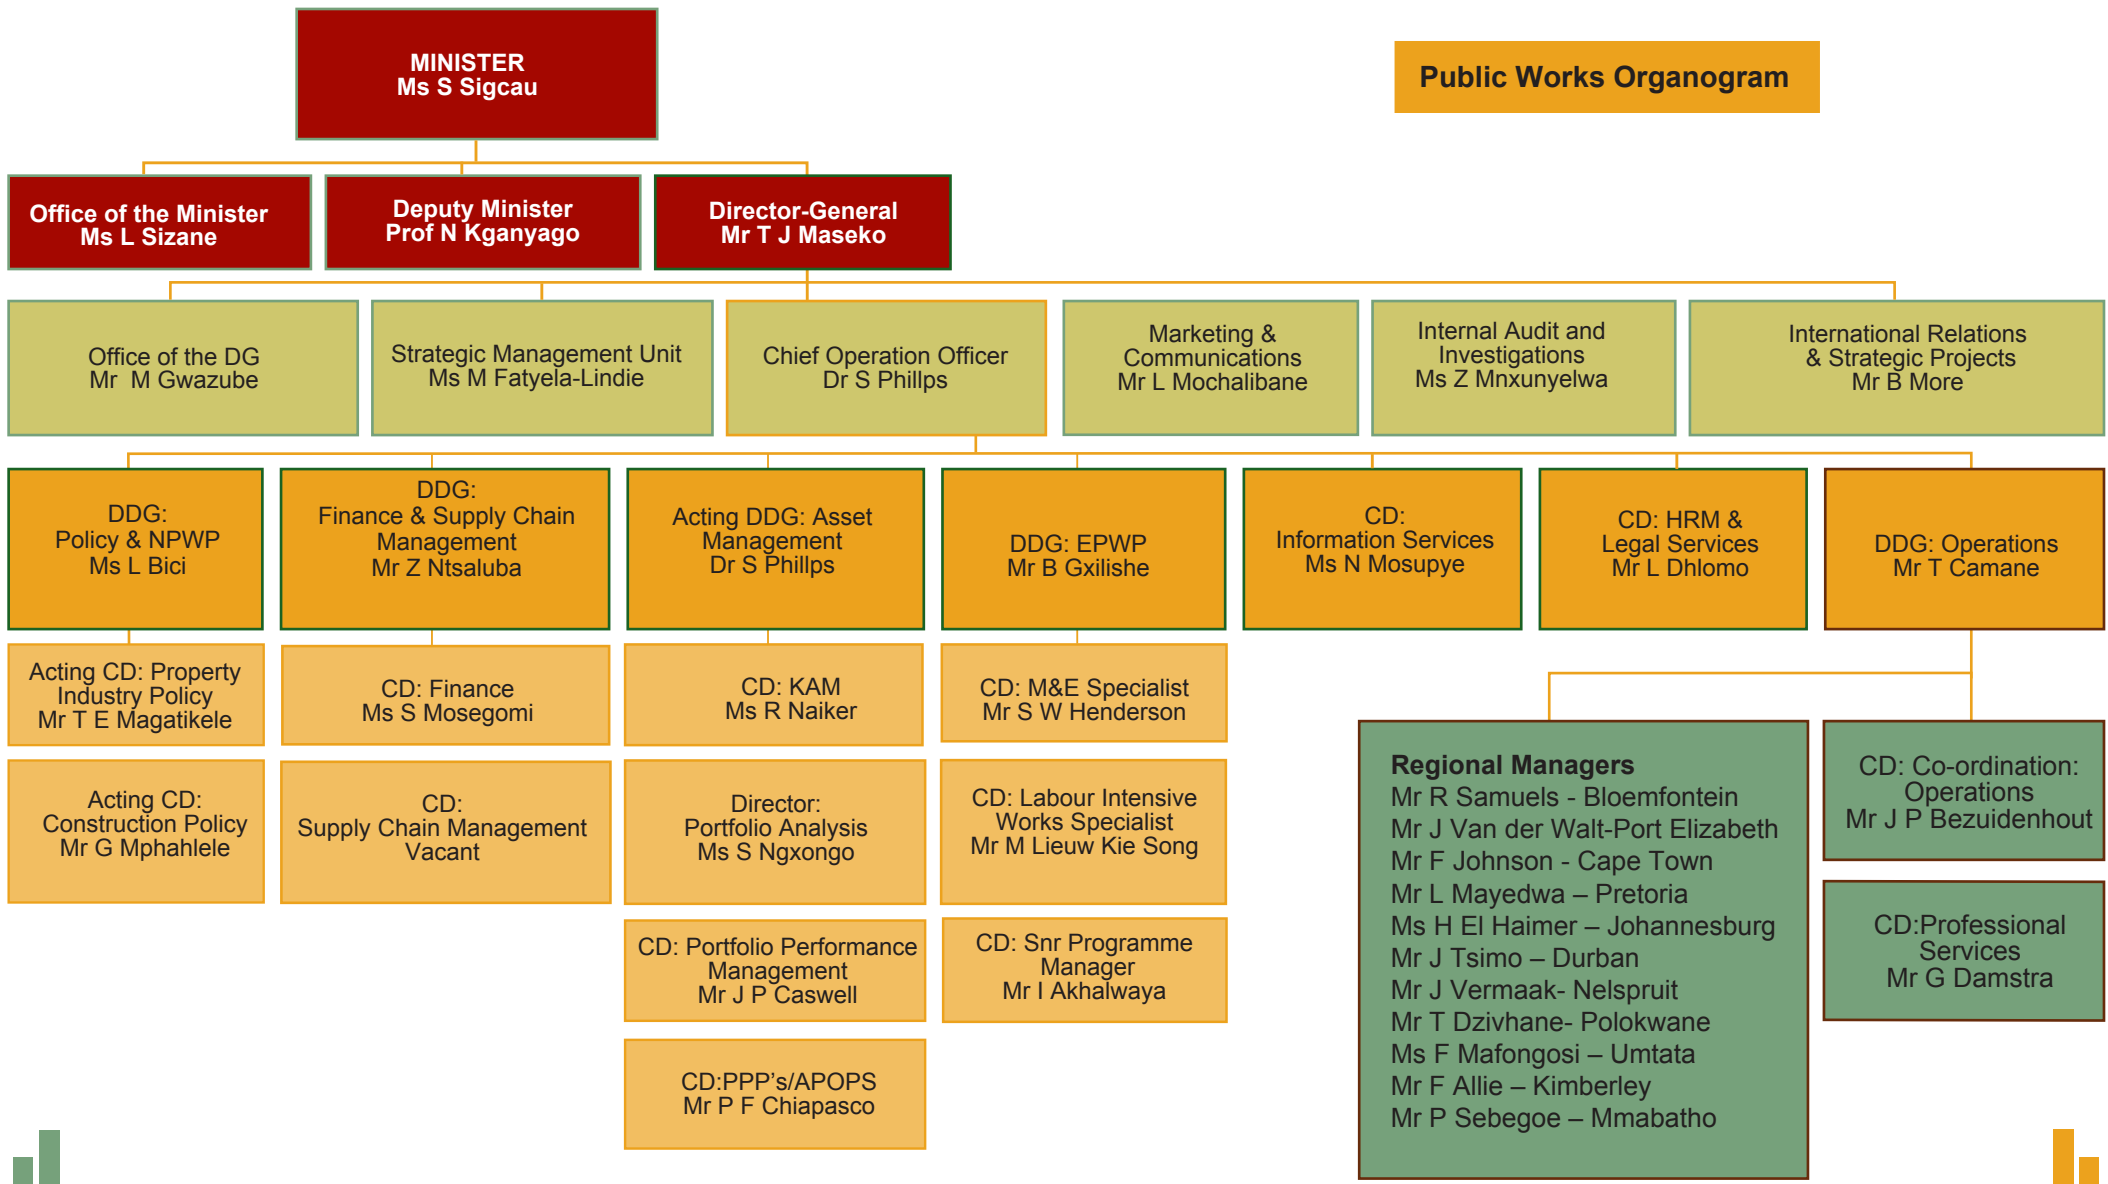 MINISTER
Ms S Sigcau
Public Works Organogram
Office of the Minister
Ms L Sizane
Deputy Minister
Prof N Kganyago
Director-General
Mr T J Maseko
Office of the DG
Mr M Gwazube
Strategic Management Unit
Ms M Fatyela-Lindie
Chief Operation Officer
Dr S Phillps
Marketing &
Communications
Mr L Mochalibane
Internal Audit and
Investigations
Ms Z Mnxunyelwa
International Relations
& Strategic Projects
Mr B More
DDG:
Policy & NPWP
Ms L Bici
DDG:
Finance & Supply Chain
Management
Mr Z Ntsaluba
Acting DDG: Asset
Management
Dr S Phillps
DDG: EPWP
Mr B Gxilishe
CD:
Information Services
Ms N Mosupye
CD: HRM &
Legal Services
Mr L Dhlomo
DDG: Operations
Mr T Camane
Acting CD: Property
Industry Policy
Mr T E Magatikele
CD: Finance
Ms S Mosegomi
CD: KAM
Ms R Naiker
CD: M&E Specialist
Mr S W Henderson
Acting CD:
Construction Policy
Mr G Mphahlele
CD:
Supply Chain Management
Vacant
Director:
Portfolio Analysis
Ms S Ngxongo
CD: Labour Intensive
Works Specialist
Mr M Lieuw Kie Song
CD: Portfolio Performance
Management
Mr J P Caswell
CD: Snr Programme
Manager
Mr I Akhalwaya
CD:PPP's/APOPS
Mr P F Chiapasco
Regional Managers
Mr R Samuels - Bloemfontein
Mr J Van der Walt-Port Elizabeth
Mr F Johnson - Cape Town
Mr L Mayedwa – Pretoria
Ms H El Haimer – Johannesburg
Mr J Tsimo – Durban
Mr J Vermaak- Nelspruit
Mr T Dzivhane- Polokwane
Ms F Mafongosi – Umtata
Mr F Allie – Kimberley
Mr P Sebegoe – Mmabatho
CD: Co-ordination:
Operations
Mr J P Bezuidenhout
CD:Professional
Services
Mr G Damstra